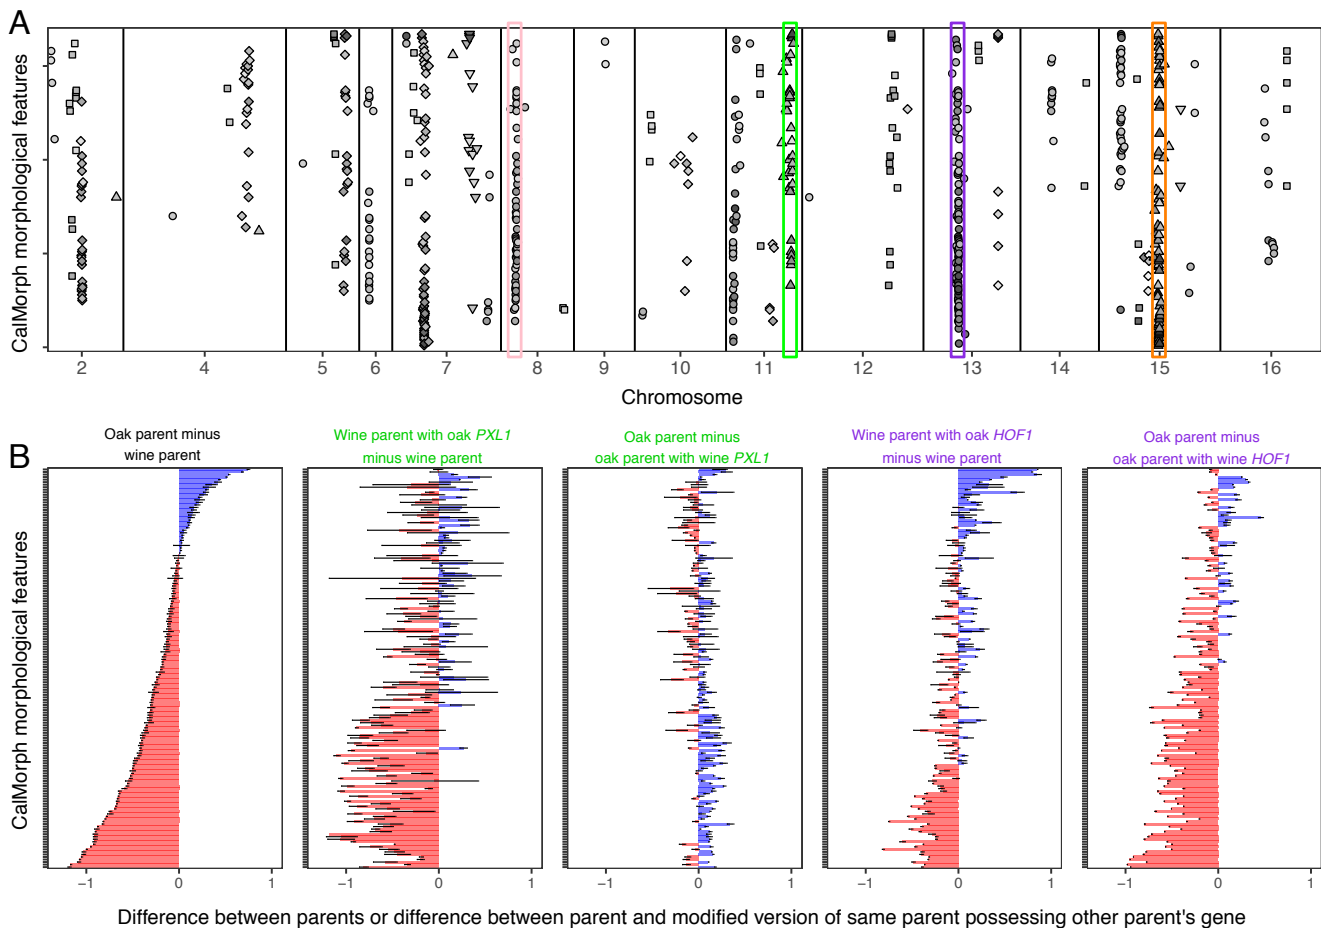 A
CalMorph morphological features
2 4 5 6 7 8 9 10 11 12 13 14 15 16
Chromosome
B
Oak parent minus
wine parent
Wine parent with oak PXL1
minus wine parent
Oak parent minus
oak parent with wine PXL1
Wine parent with oak HOF1
minus wine parent
Oak parent minus
oak parent with wine HOF1
CalMorph morphological features
−1 0 1 −1 0 1 −1 0 1 −1 0 1 −1 0 1
Difference between parents or difference between parent and modified version of same parent possessing other parent's gene